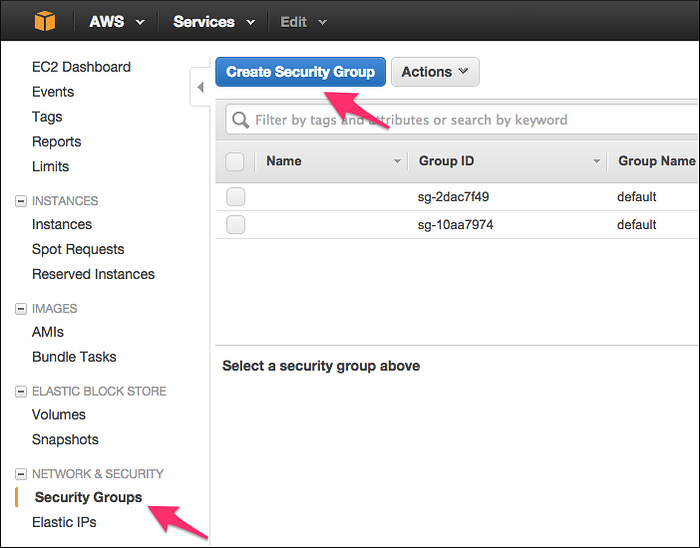 AWS Services Edit
EC2 Dashboard
Events
Tags
Reports
Limits
INSTANCES
Instances
Spot Requests
Reserved Instances
IMAGES
AMIs
Bundle Tasks
ELASTIC BLOCK STORE
Volumes
Snapshots
NETWORK & SECURITY
Security Groups
Elastic IPs
Create Security Group Actions
Filter by tags and attributes or search by keyword
Name Group ID Group Name
sg-2dac7f49 default
sg-10aa7974 default
Select a security group above